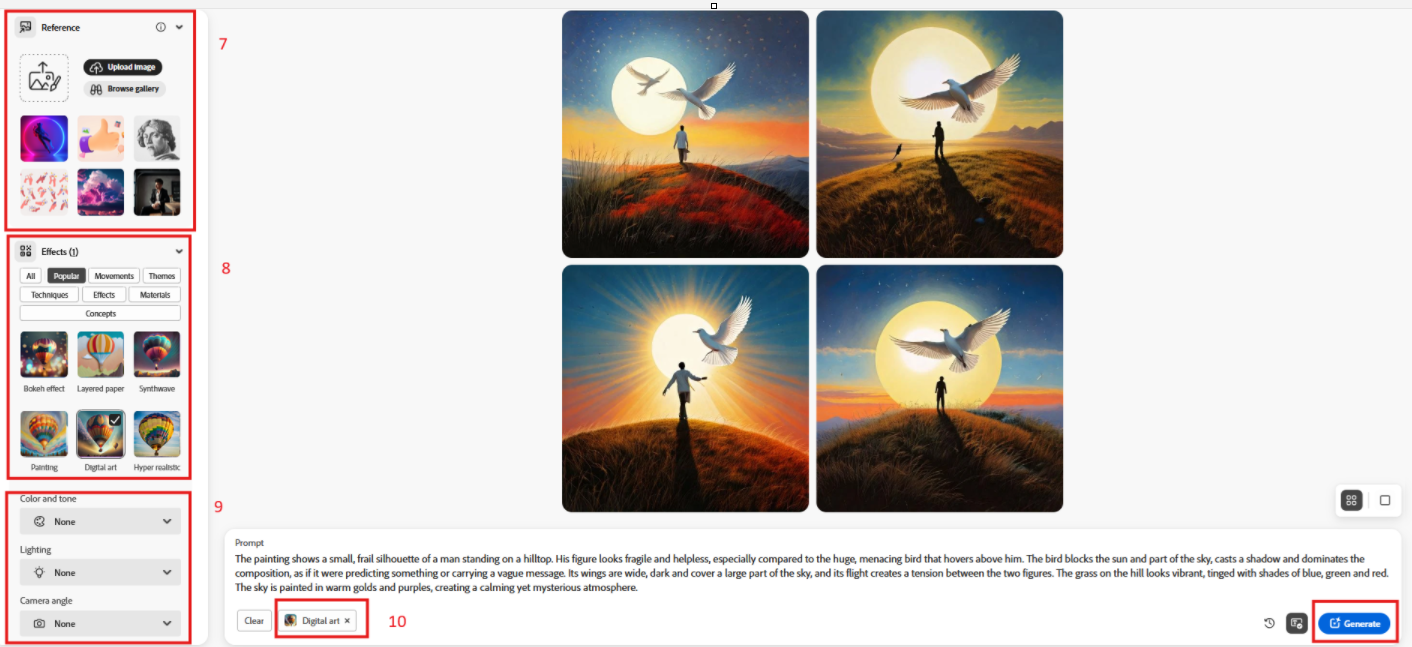 Reference
7
Upload image
Browse gallery
Effects (1)
8
All Popular Movements Themes
Techniques Effects Materials
Concepts
Bokeh effect Layered paper Synthwave
Painting Digital art Hyper realistic
Color and tone
9
None
Lighting
None
Camera angle
None
Prompt
The painting shows a small, frail silhouette of a man standing on a hilltop. His figure looks fragile and helpless, especially compared to the huge, menacing bird that hovers above him. The bird blocks the sun and part of the sky, casts a shadow and dominates the
composition, as if it were predicting something or carrying a vague message. Its wings are wide, dark and cover a large part of the sky, and its flight creates a tension between the two figures. The grass on the hill looks vibrant, tinged with shades of blue, green and red.
The sky is painted in warm golds and purples, creating a calming yet mysterious atmosphere.
Clear Digital art × 10 Generate